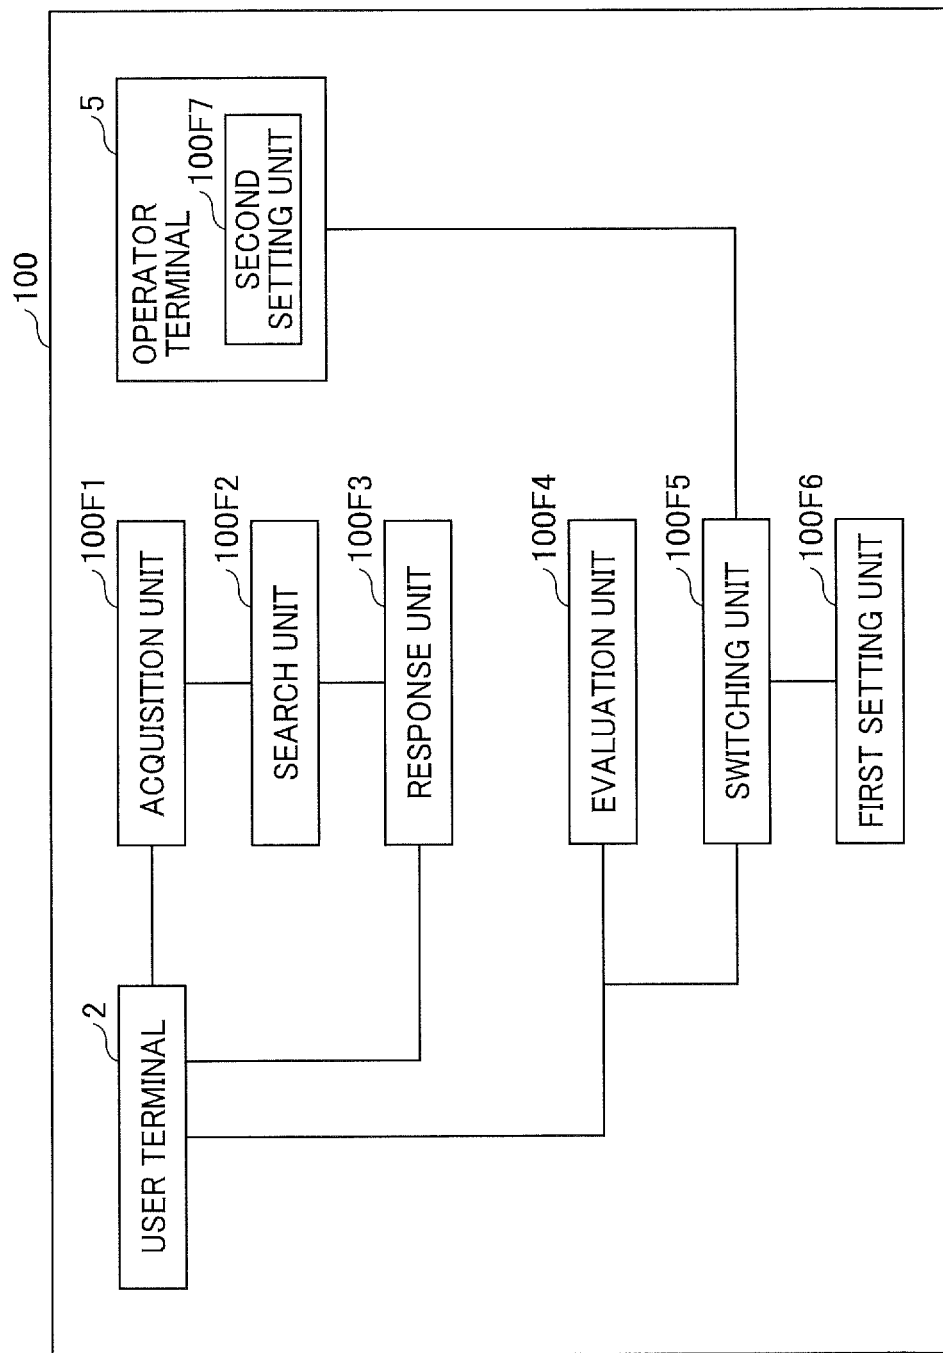 100
2
USER TERMINAL
100F1
ACQUISITION UNIT
100F2
SEARCH UNIT
100F3
RESPONSE UNIT
100F4
EVALUATION UNIT
100F5
SWITCHING UNIT
100F6
FIRST SETTING UNIT
5
OPERATOR
TERMINAL
100F7
SECOND
SETTING UNIT